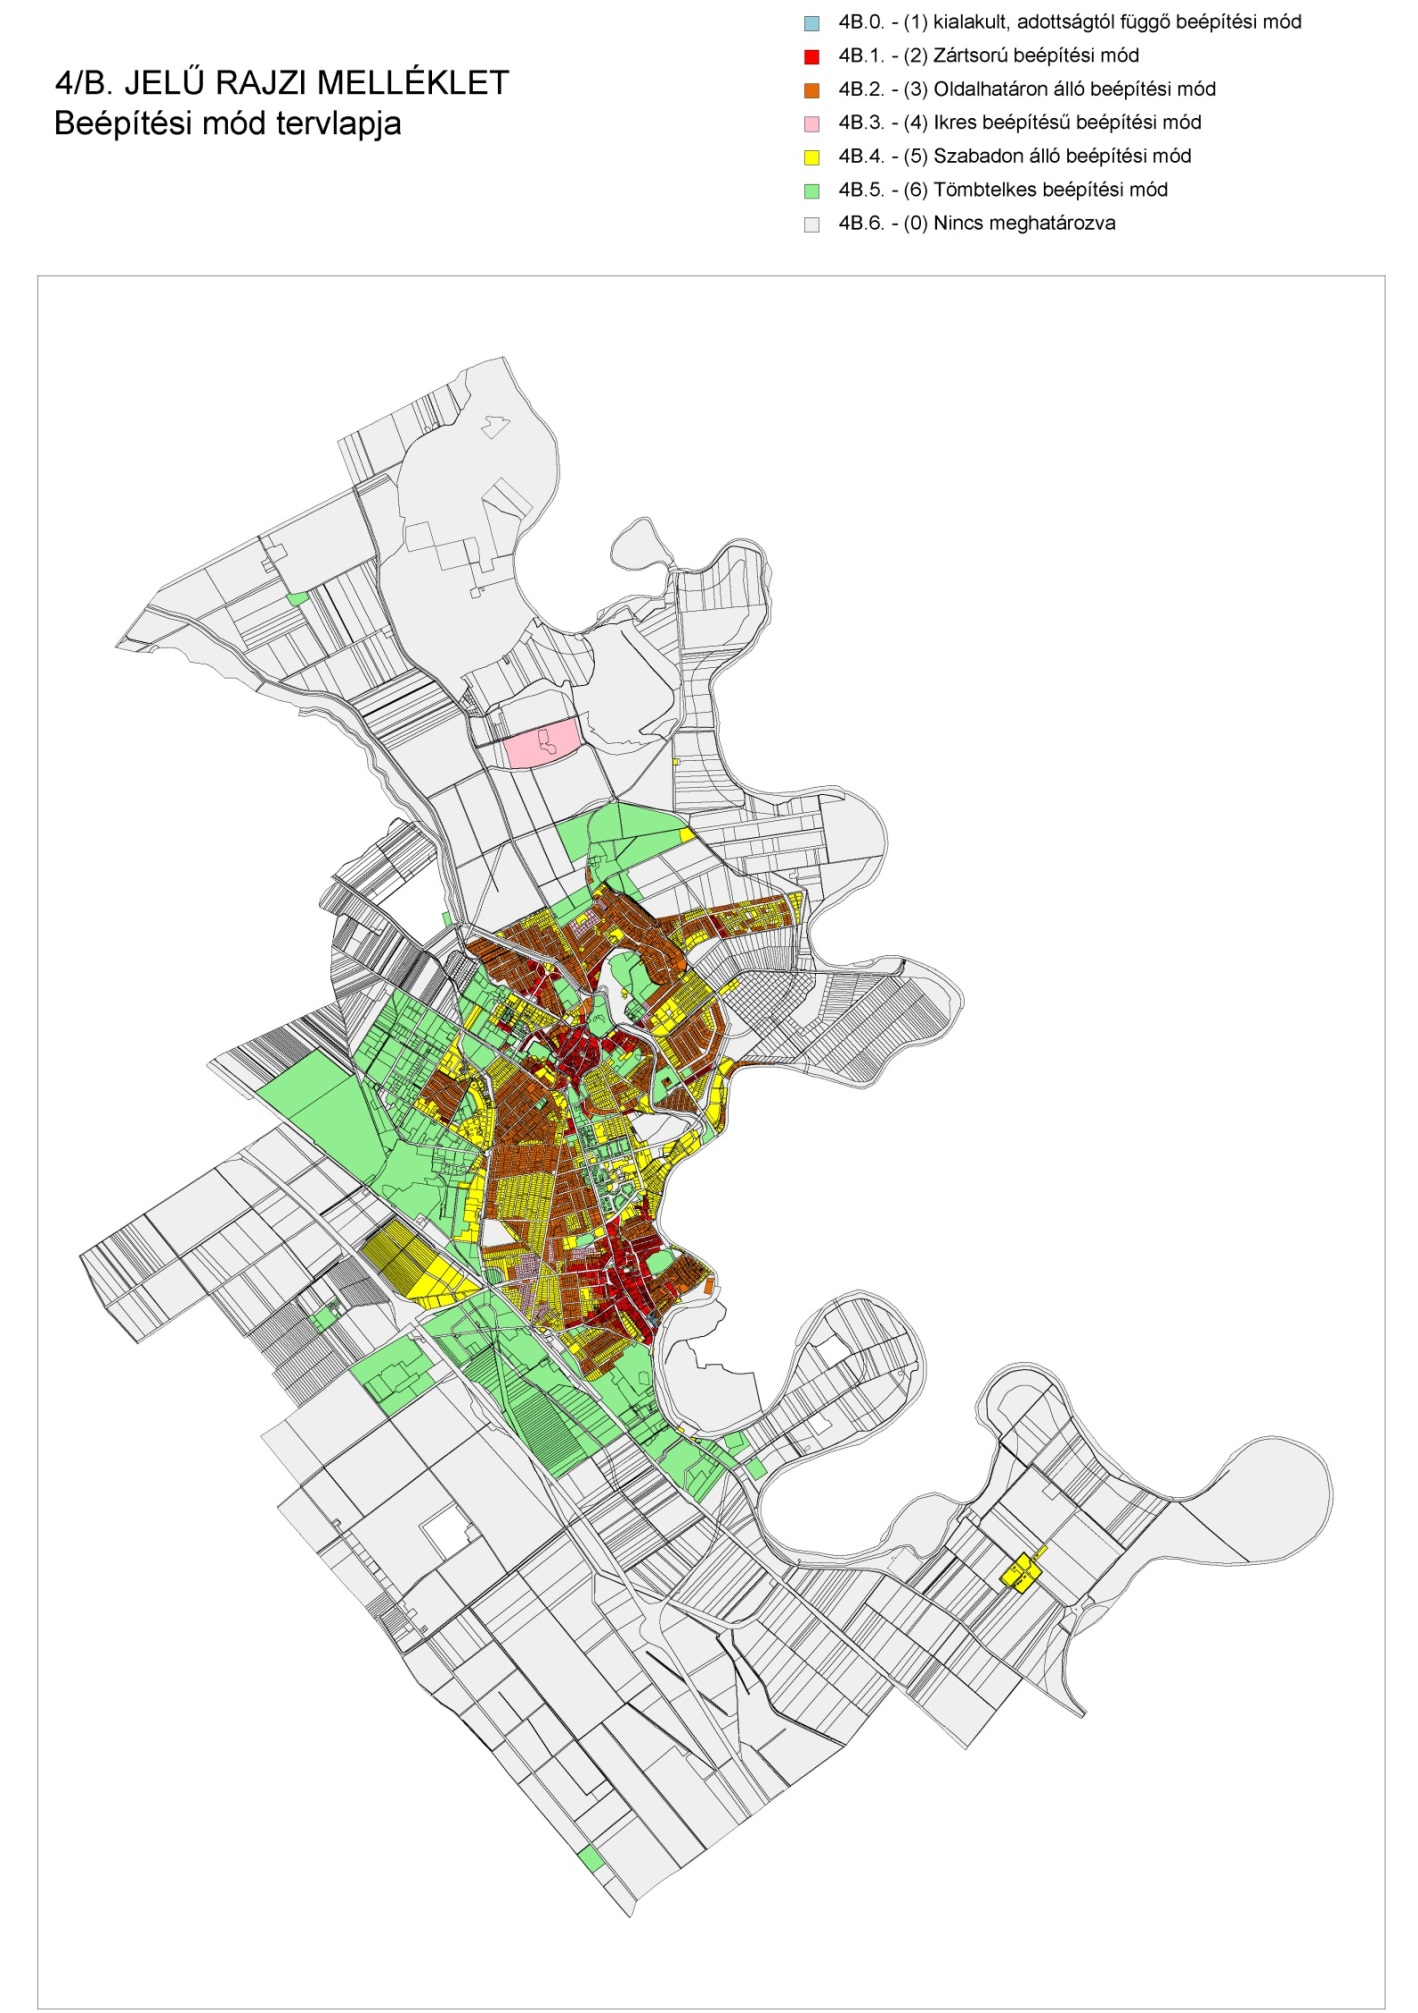 4/B. JELŰ RAJZI MELLÉKLET
Beépítési mód tervlapja
4B.0. - (1) kialakult, adottságtól függő beépítési mód
4B.1. - (2) Zártsorú beépítési mód
4B.2. - (3) Oldalhatáron álló beépítési mód
4B.3. - (4) Ikres beépítésű beépítési mód
4B.4. - (5) Szabadon álló beépítési mód
4B.5. - (6) Tömbtelkes beépítési mód
4B.6. - (0) Nincs meghatározva